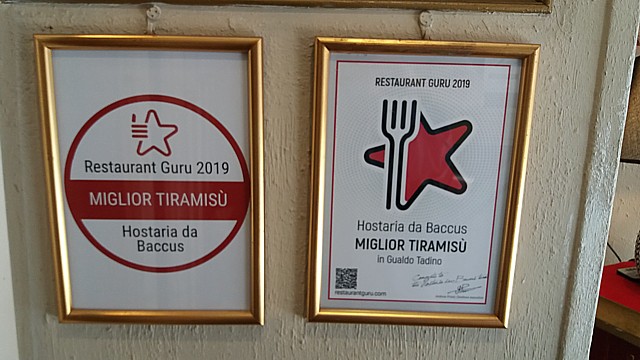 Restaurant Guru 2019
MIGLIOR TIRAMISÙ
Hostaria da
Baccus
RESTAURANT GURU 2019
Hostaria da Baccus
MIGLIOR TIRAMISÙ
in Gualdo Tadino
restaurantguru.com